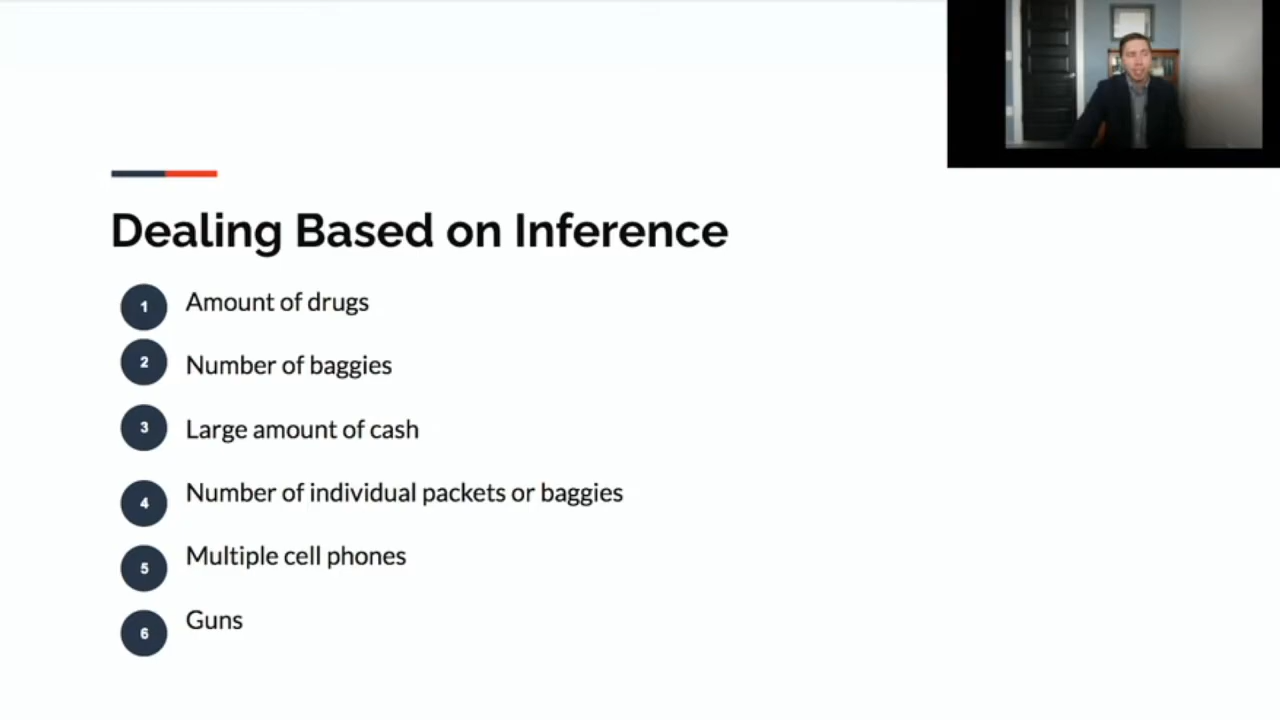 Dealing Based on Inference
1 Amount of drugs
2 Number of baggies
3 Large amount of cash
4 Number of individual packets or baggies
5 Multiple cell phones
6 Guns